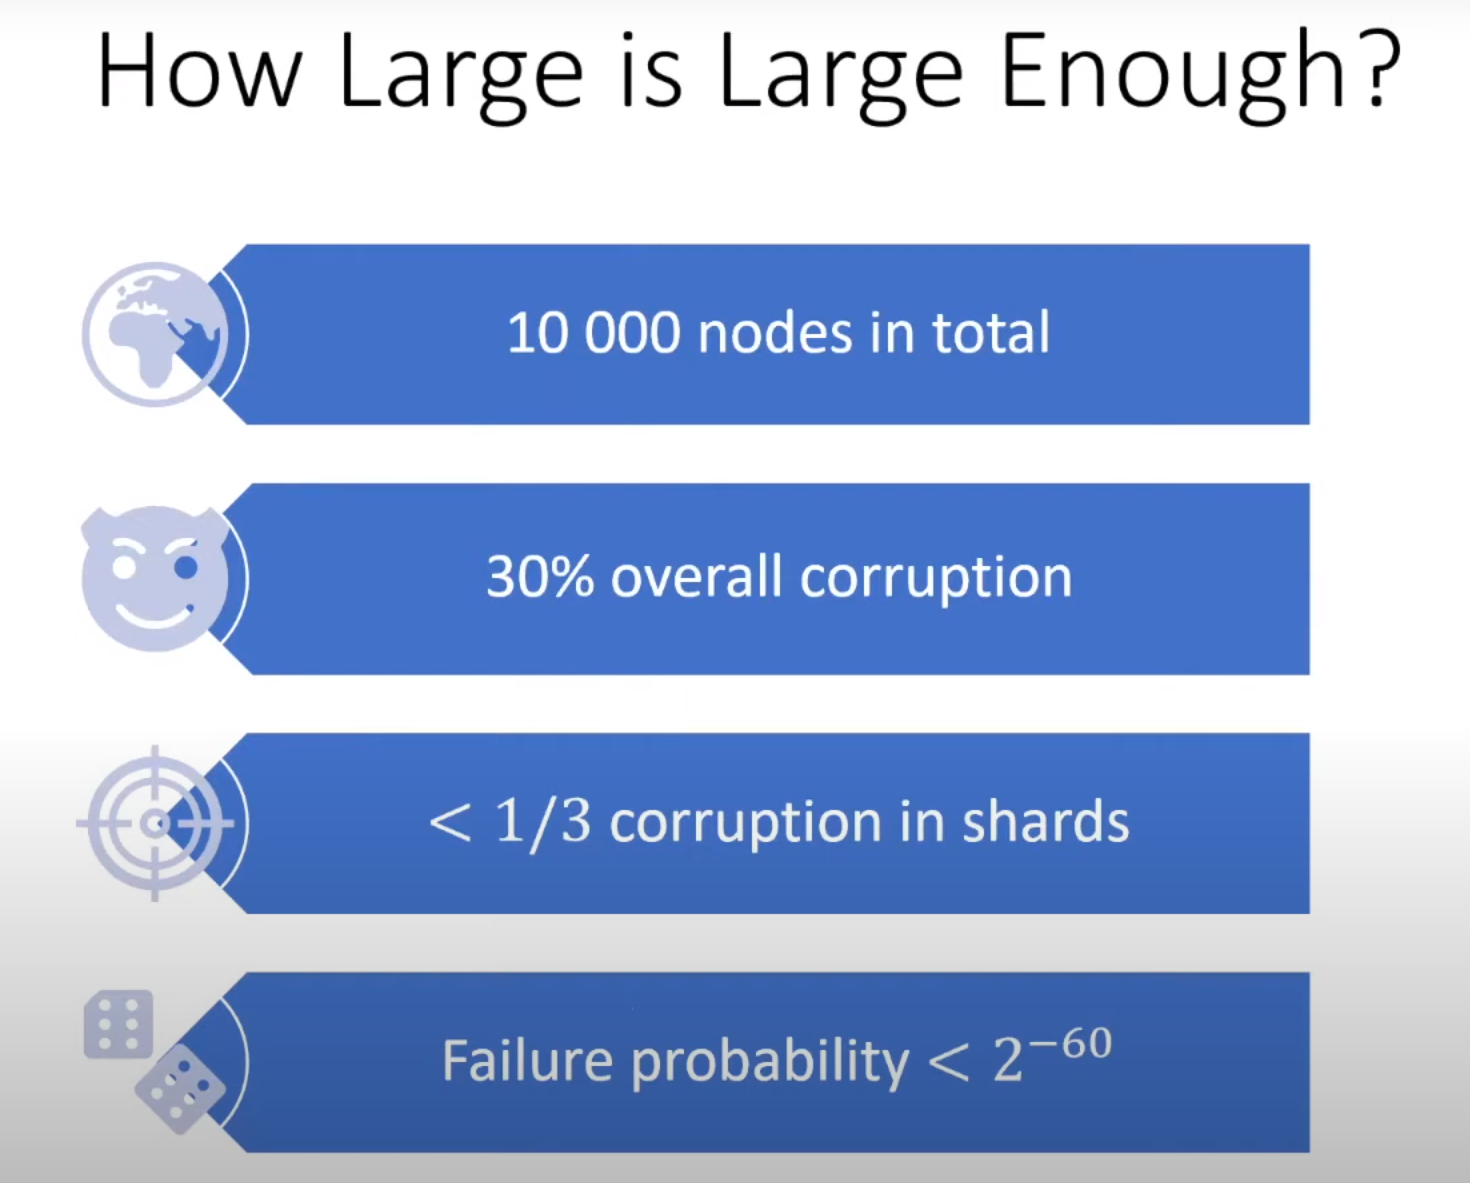 How Large is Large Enough?
10 000 nodes in total
30% overall corruption
< 1/3 corruption in shards
Failure probability < 2⁻⁶⁰